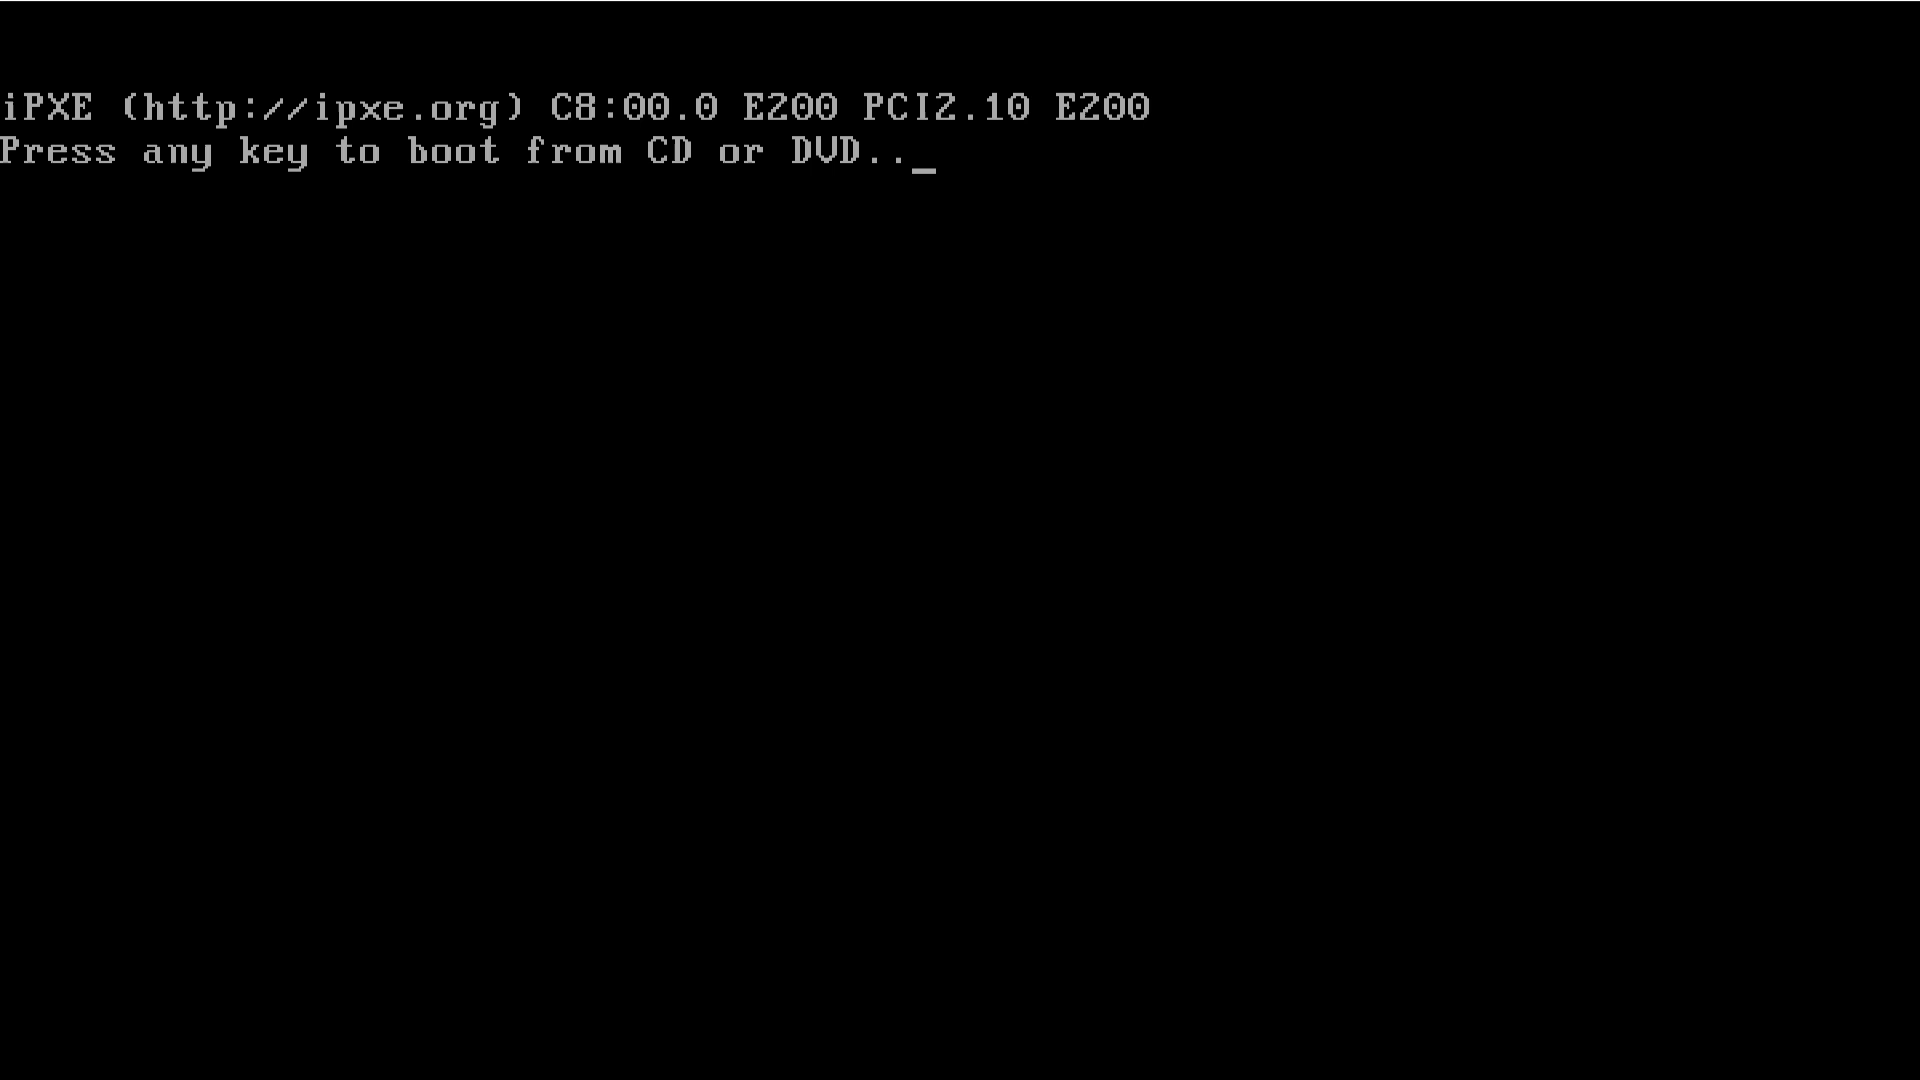 iPXE (http://ipxe.org) C8:00.0 E200 PCI2.10 E200
Press any key to boot from CD or DVD.._